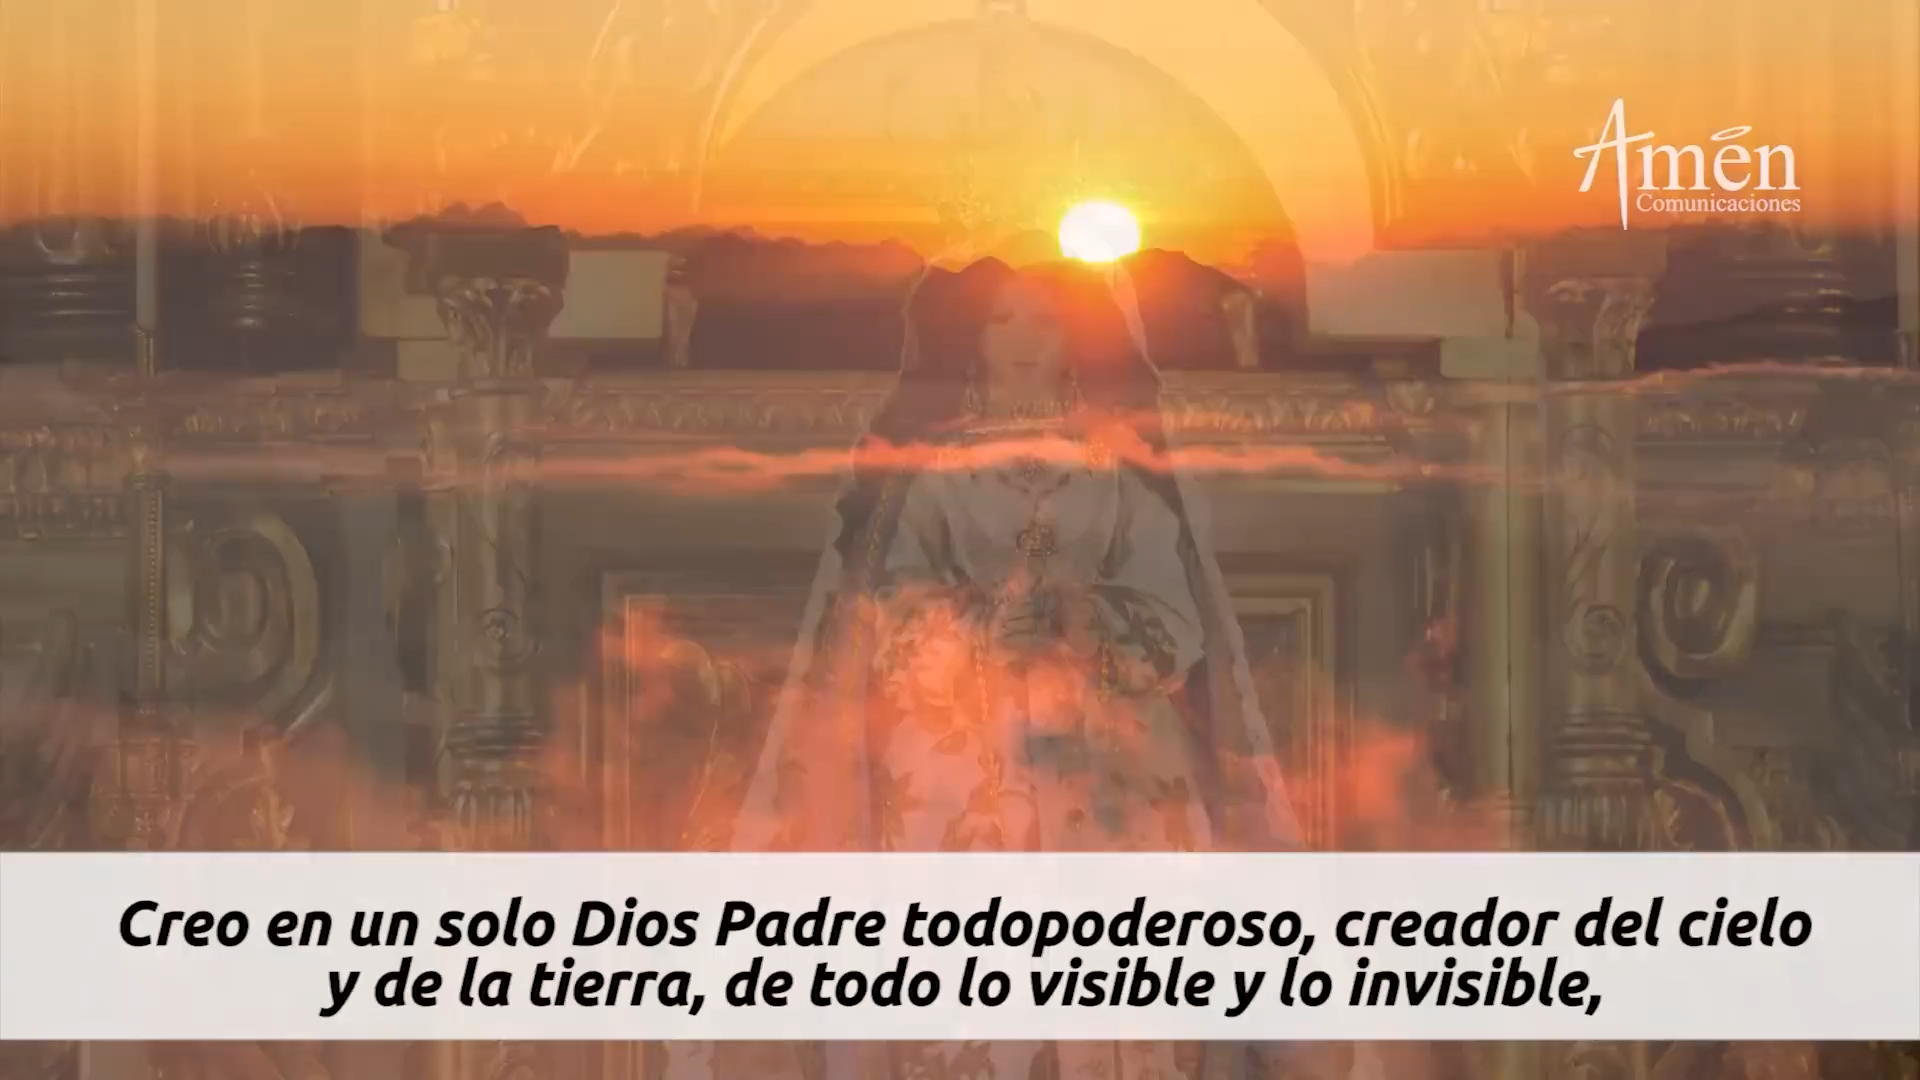 Amén
Comunicaciones
Creo en un solo Dios Padre todopoderoso, creador del cielo
y de la tierra, de todo lo visible y lo invisible,